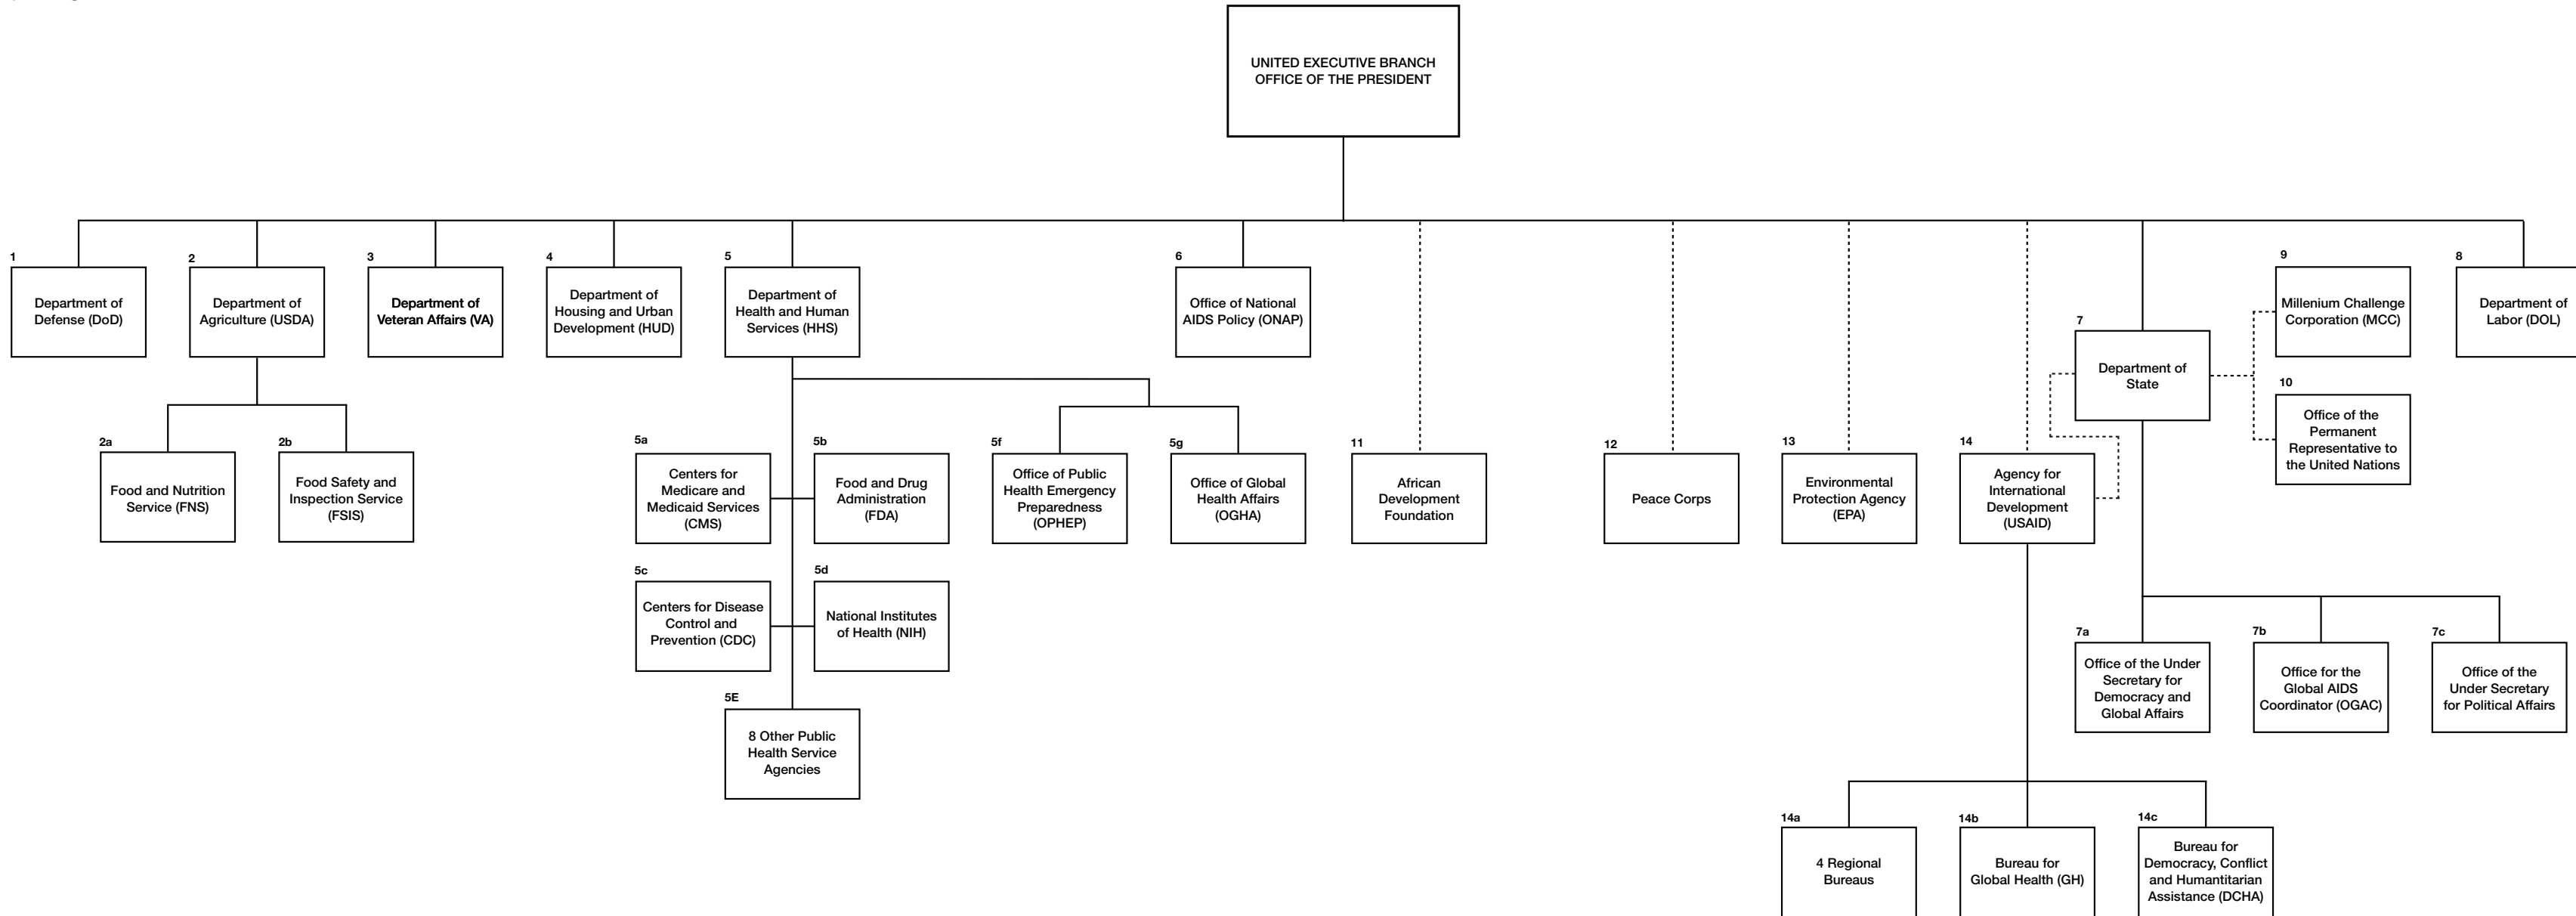 UNITED EXECUTIVE BRANCH
OFFICE OF THE PRESIDENT
1
Department of
Defense (DoD)
2
Department of
Agriculture (USDA)
3
Department of
Veteran Affairs (VA)
4
Department of
Housing and Urban
Development (HUD)
5
Department of
Health and Human
Services (HHS)
6
Office of National
AIDS Policy (ONAP)
7
Department of
State
9
Millenium Challenge
Corporation (MCC)
8
Department of
Labor (DOL)
10
Office of the
Permanent
Representative to
the United Nations
2a
Food and Nutrition
Service (FNS)
2b
Food Safety and
Inspection Service
(FSIS)
5a
Centers for
Medicare and
Medicaid Services
(CMS)
5b
Food and Drug
Administration
(FDA)
5f
Office of Public
Health Emergency
Preparedness
(OPHEP)
5g
Office of Global
Health Affairs
(OGHA)
11
African
Development
Foundation
12
Peace Corps
13
Environmental
Protection Agency
(EPA)
14
Agency for
International
Development
(USAID)
5c
Centers for Disease
Control and
Prevention (CDC)
5d
National Institutes
of Health (NIH)
5E
8 Other Public
Health Service
Agencies
7a
Office of the Under
Secretary for
Democracy and
Global Affairs
7b
Office for the
Global AIDS
Coordinator (OGAC)
7c
Office of the
Under Secretary
for Political Affairs
14a
4 Regional
Bureaus
14b
Bureau for
Global Health (GH)
14c
Bureau for
Democracy, Conflict
and Humanitarian
Assistance (DCHA)